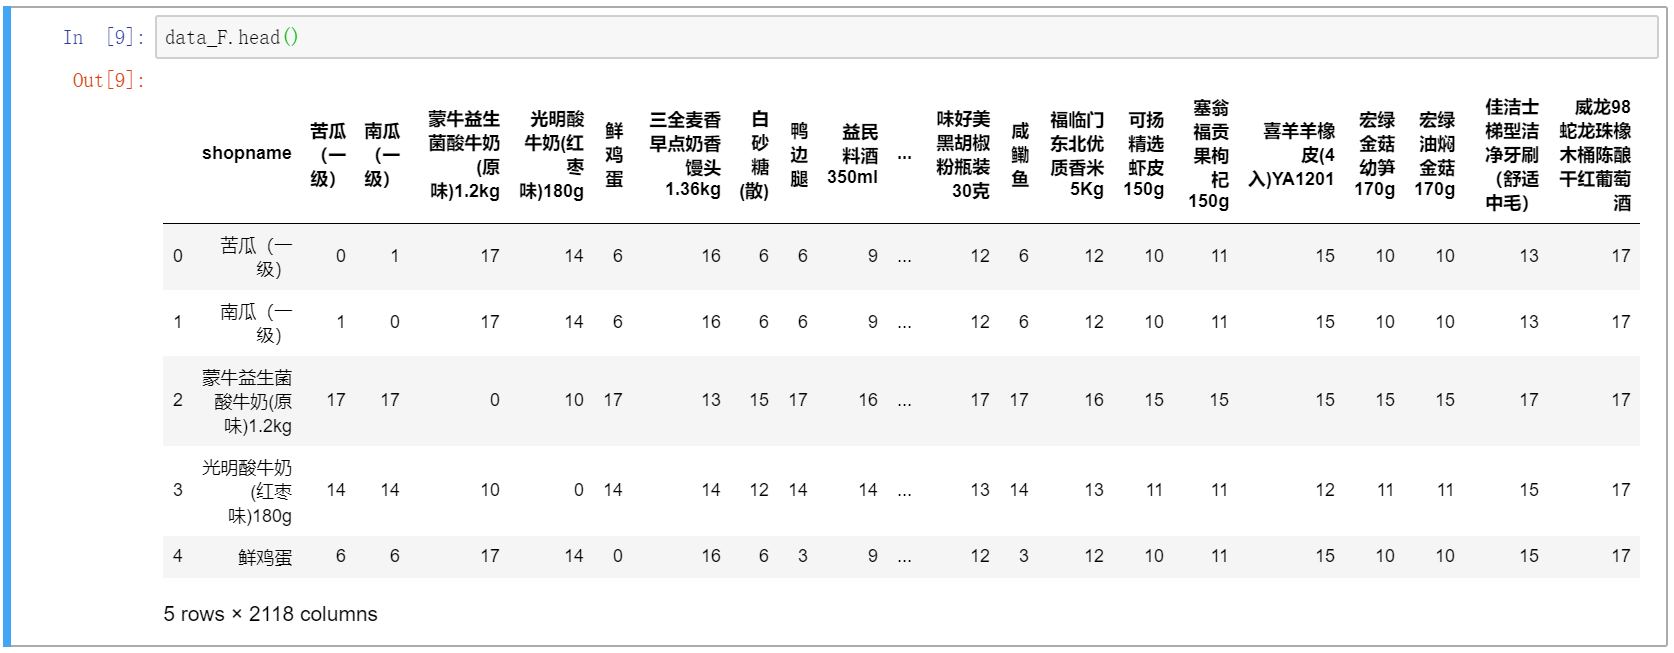 In [9]: data_F.head()
Out[9]:
shopname 苦瓜（一级） 南瓜（一级） 蒙牛益生菌酸牛奶(原味)1.2kg 光明酸牛奶(红枣味)180g 鲜鸡蛋 三全麦香早点奶香馒头1.36kg 白砂糖(散) 鸭边腿 益民料酒350ml ... 味好美黑胡椒粉瓶装30克 咸鳓鱼 福临门东北优质香米5Kg 可扬精选虾皮150g 塞翁福贡果枸杞150g 喜羊羊橡皮(4入)YA1201 宏绿金菇幼笋170g 宏绿油焖金菇170g 佳洁士梯型洁净牙刷（舒适中毛） 威龙98蛇龙珠橡木桶陈酿干红葡萄酒
0 苦瓜（一级） 0 1 17 14 6 16 6 6 9 ... 12 6 12 10 11 15 10 10 13 17
1 南瓜（一级） 1 0 17 14 6 16 6 6 9 ... 12 6 12 10 11 15 10 10 13 17
2 蒙牛益生菌酸牛奶(原味)1.2kg 17 17 0 10 17 13 15 17 16 ... 17 17 16 15 15 15 15 15 17 17
3 光明酸牛奶(红枣味)180g 14 14 10 0 14 14 12 14 14 ... 13 14 13 11 11 12 11 11 15 17
4 鲜鸡蛋 6 6 17 14 0 16 6 3 9 ... 12 3 12 10 11 15 10 10 15 17
5 rows × 2118 columns